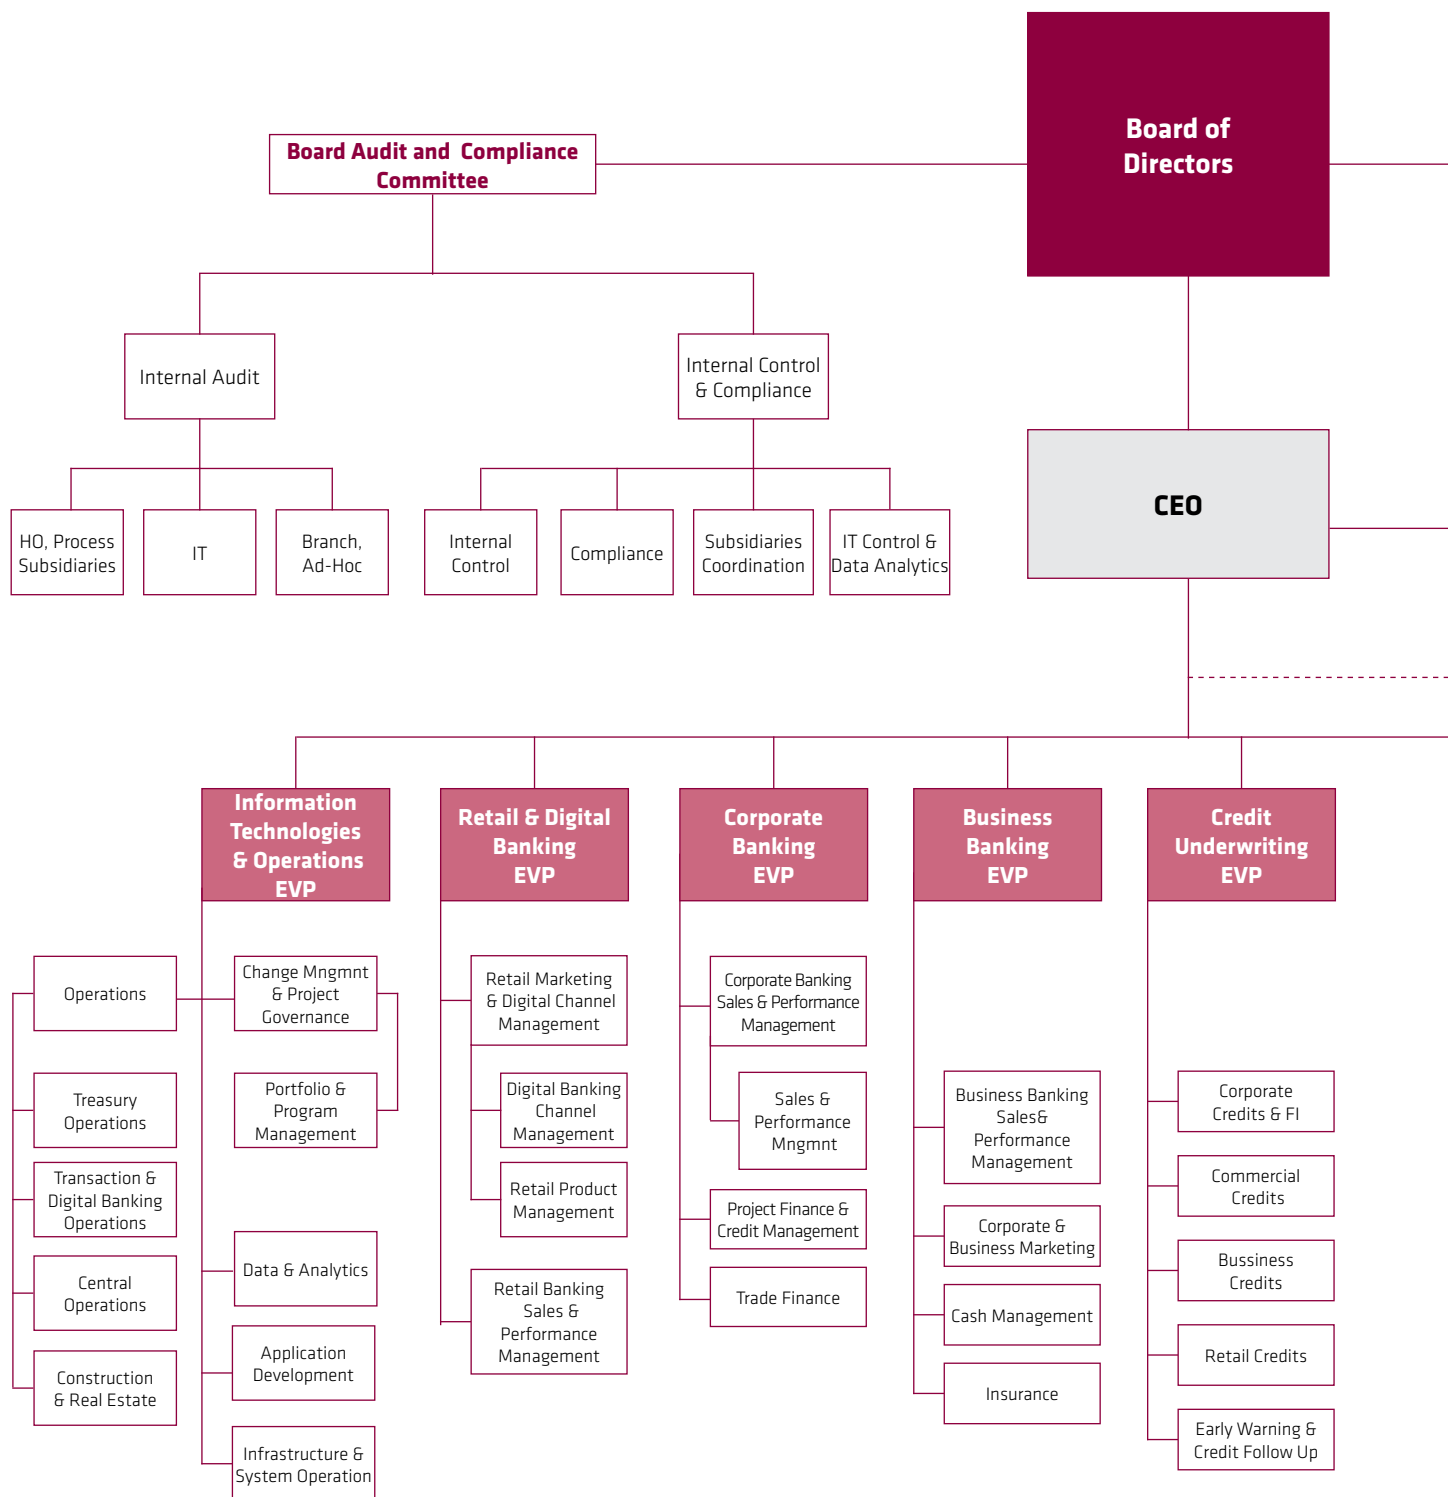 Board of
Directors
Board Audit and Compliance
Committee
Internal Audit
Internal Control
& Compliance
CEO
HO, Process
Subsidiaries
IT
Branch,
Ad-Hoc
Internal
Control
Compliance
Subsidiaries
Coordination
IT Control &
Data Analytics
Information
Technologies
& Operations
EVP
Retail & Digital
Banking
EVP
Corporate
Banking
EVP
Business
Banking
EVP
Credit
Underwriting
EVP
Operations
Treasury
Operations
Transaction &
Digital Banking
Operations
Central
Operations
Construction
& Real Estate
Change Mngmnt
& Project
Governance
Portfolio &
Program
Management
Data & Analytics
Application
Development
Infrastructure &
System Operation
Retail Marketing
& Digital Channel
Management
Digital Banking
Channel
Management
Retail Product
Management
Retail Banking
Sales &
Performance
Management
Corporate Banking
Sales & Performance
Management
Sales &
Performance
Mngmnt
Project Finance &
Credit Management
Trade Finance
Business Banking
Sales&
Performance
Management
Corporate &
Business Marketing
Cash Management
Insurance
Corporate
Credits & FI
Commercial
Credits
Bussiness
Credits
Retail Credits
Early Warning &
Credit Follow Up